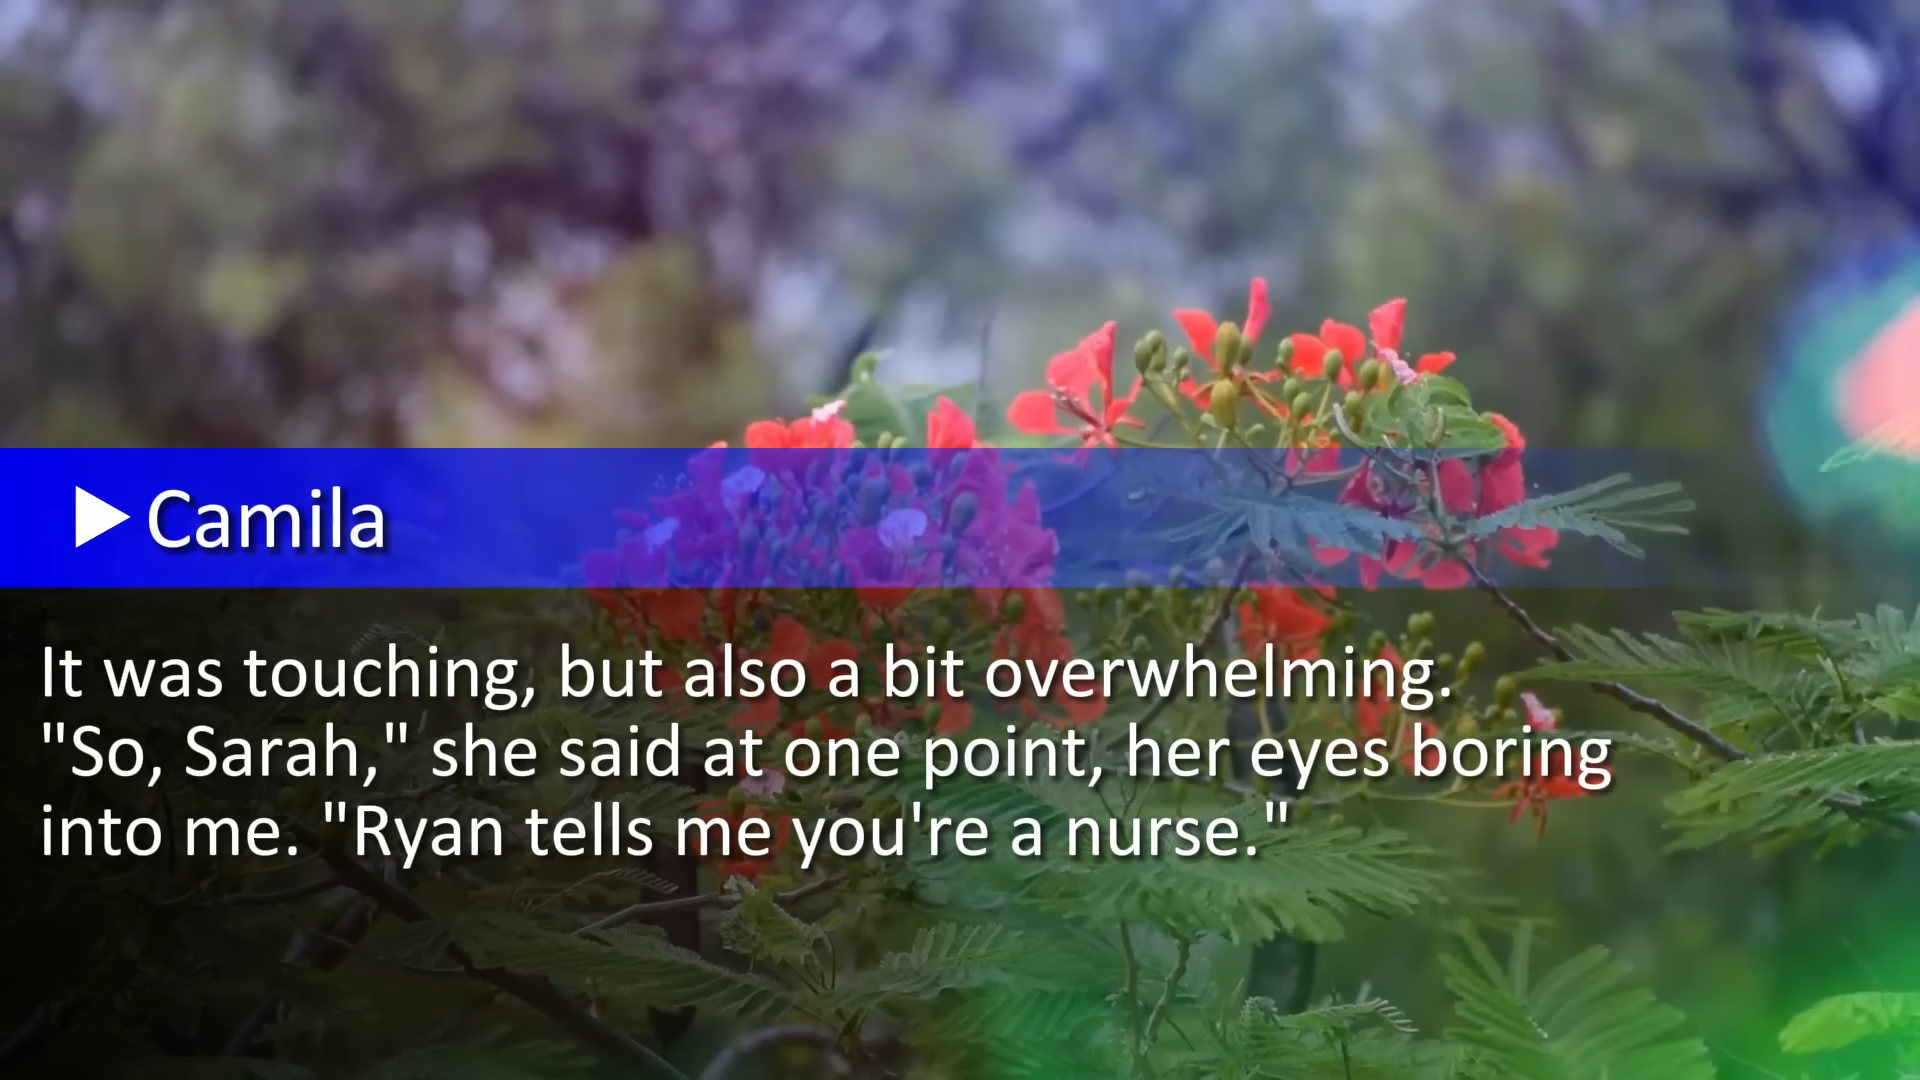 Camila
It was touching, but also a bit overwhelming.
"So, Sarah," she said at one point, her eyes boring
into me. "Ryan tells me you're a nurse."